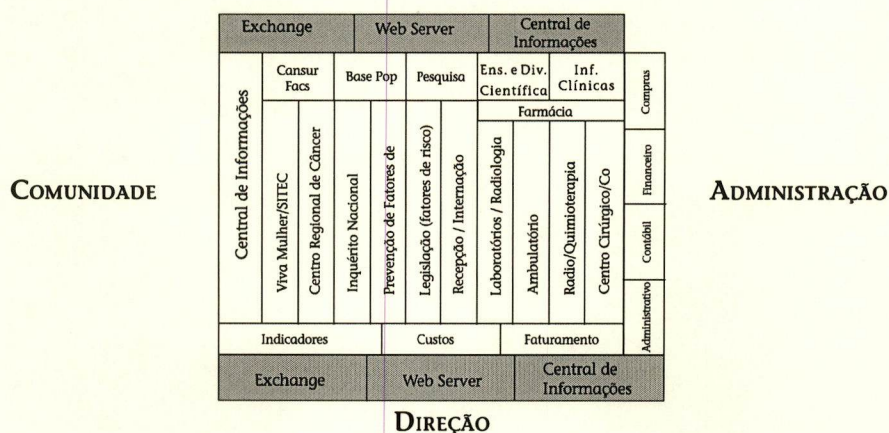 Exchange
Web Server
Central de
Informações
Central de Informações
Cansur
Facs
Base Pop
Pesquisa
Ens. e Div.
Científica
Inf.
Clínicas
Farmácia
Viva Mulher/SITEC
Centro Regional de Câncer
Inquérito Nacional
Prevenção de Fatores de
Legislação (fatores de risco)
Recepção / Internação
Laboratórios / Radiologia
Ambulatório
Radio/Quimioterapia
Centro Cirúrgico/Co
Compras
Financeiro
Contábil
Administrativo
COMUNIDADE
ADMINISTRAÇÃO
Indicadores
Custos
Faturamento
Exchange
Web Server
Central de
Informações
DIREÇÃO